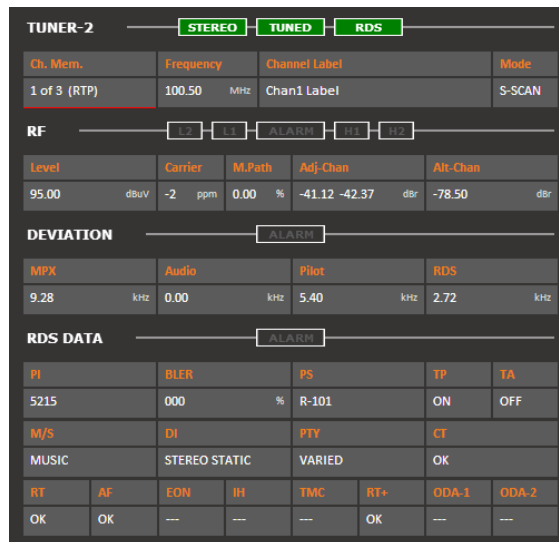 TUNER-2 STEREO TUNED RDS
Ch. Mem. Frequency Channel Label Mode
1 of 3 (RTP) 100.50 MHz Chan1 Label S-SCAN
RF L2 L1 ALARM H1 H2
Level Carrier M.Path Adj-Chan Alt-Chan
95.00 dBuV -2 ppm 0.00 % -41.12 -42.37 dBr -78.50 dBr
DEVIATION ALARM
MPX Audio Pilot RDS
9.28 kHz 0.00 kHz 5.40 kHz 2.72 kHz
RDS DATA ALARM
PI BLER PS TP TA
5215 000 % R-101 ON OFF
M/S DI PTY CT
MUSIC STEREO STATIC VARIED OK
RT AF EON IH TMC RT+ ODA-1 ODA-2
OK OK --- --- --- OK --- ---